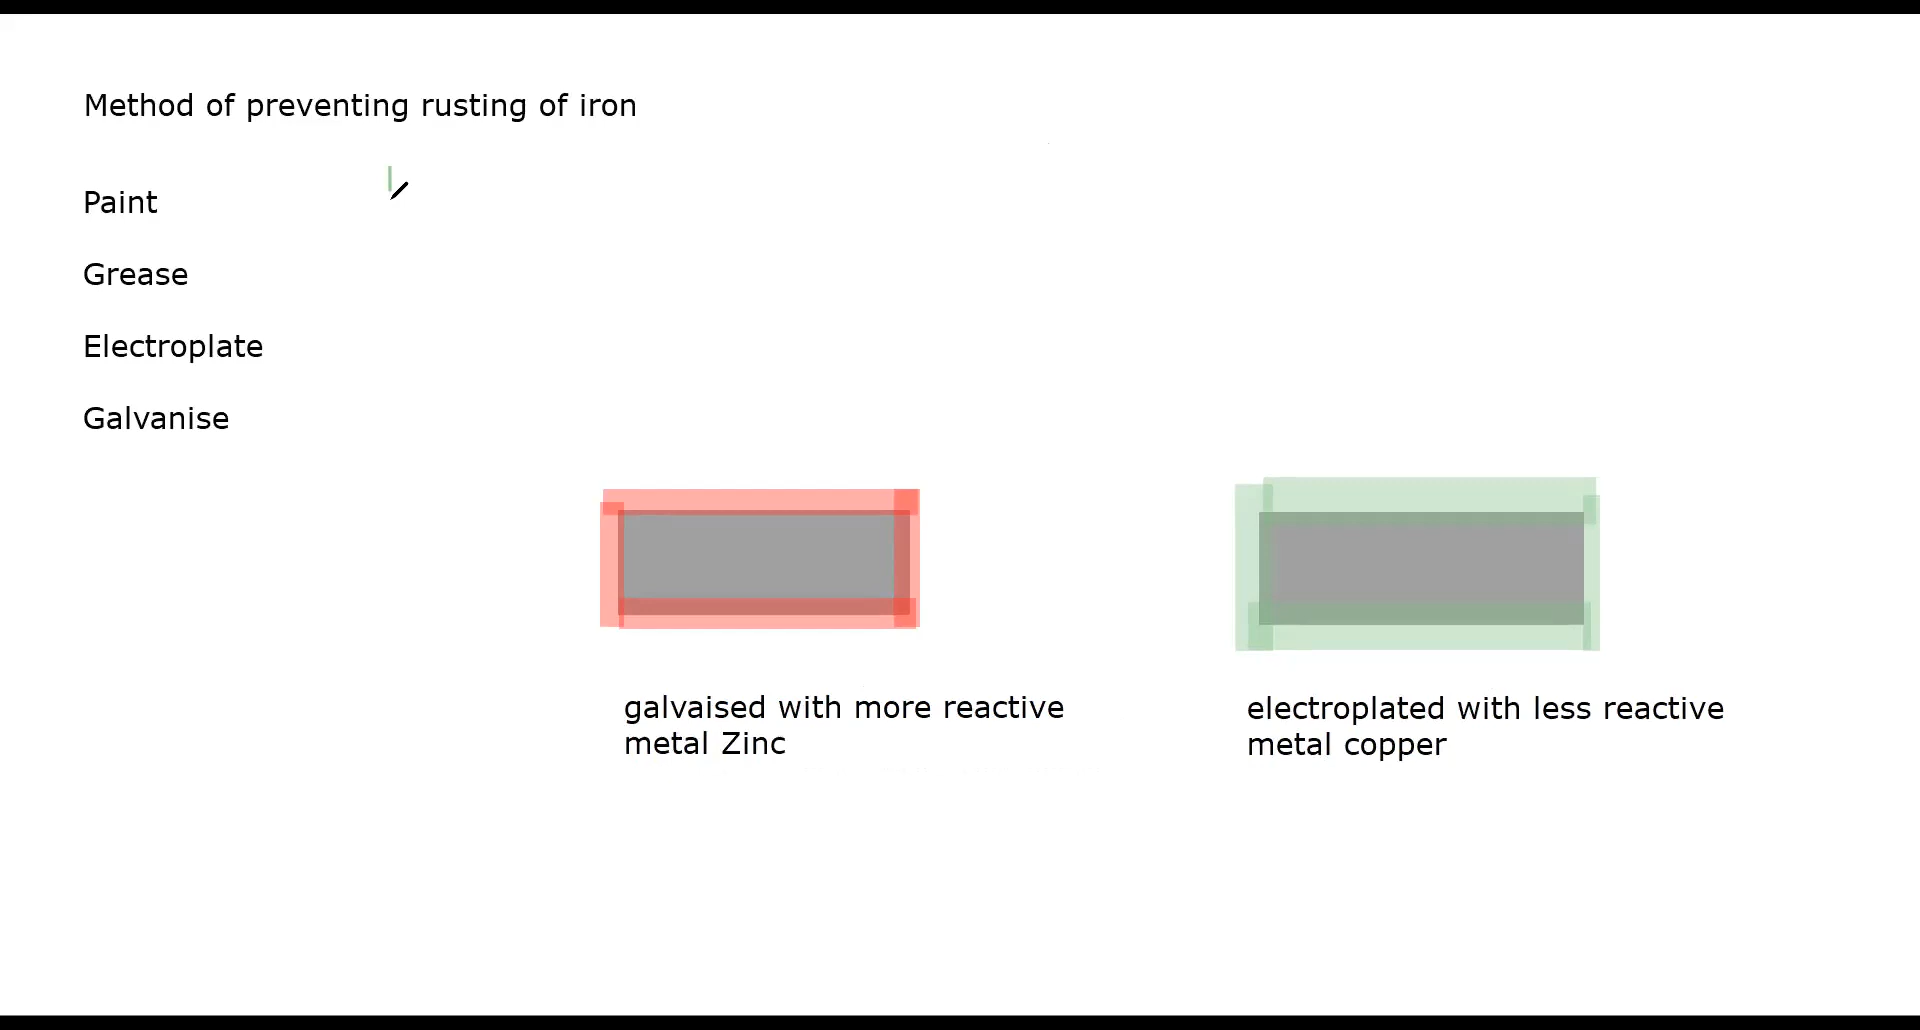 Method of preventing rusting of iron
Paint
Grease
Electroplate
Galvanise
galvaised with more reactive
metal Zinc
electroplated with less reactive
metal copper